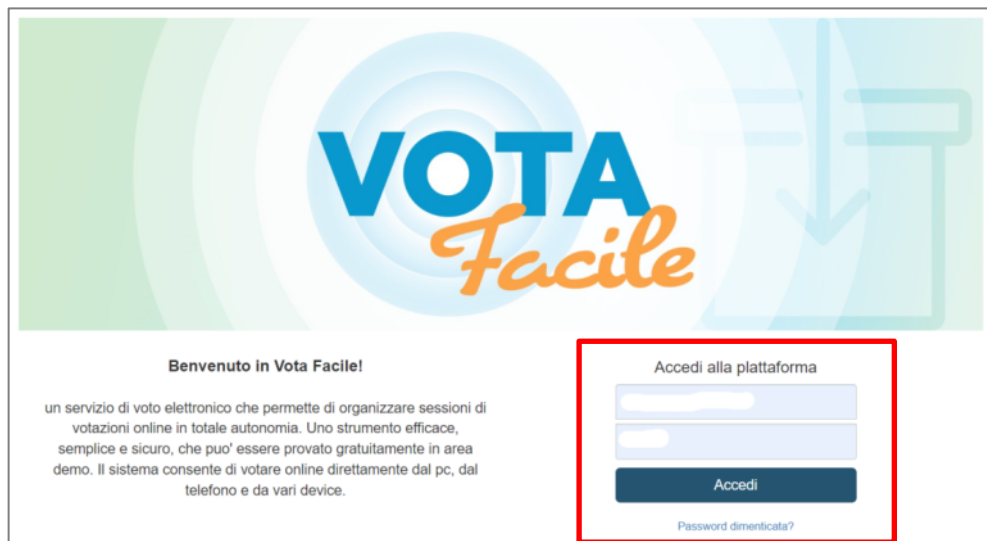 VOTA
Facile
Benvenuto in Vota Facile!
un servizio di voto elettronico che permette di organizzare sessioni di
votazioni online in totale autonomia. Uno strumento efficace,
semplice e sicuro, che puo' essere provato gratuitamente in area
demo. Il sistema consente di votare online direttamente dal pc, dal
telefono e da vari device.
Accedi alla plattaforma
Accedi
Password dimenticata?